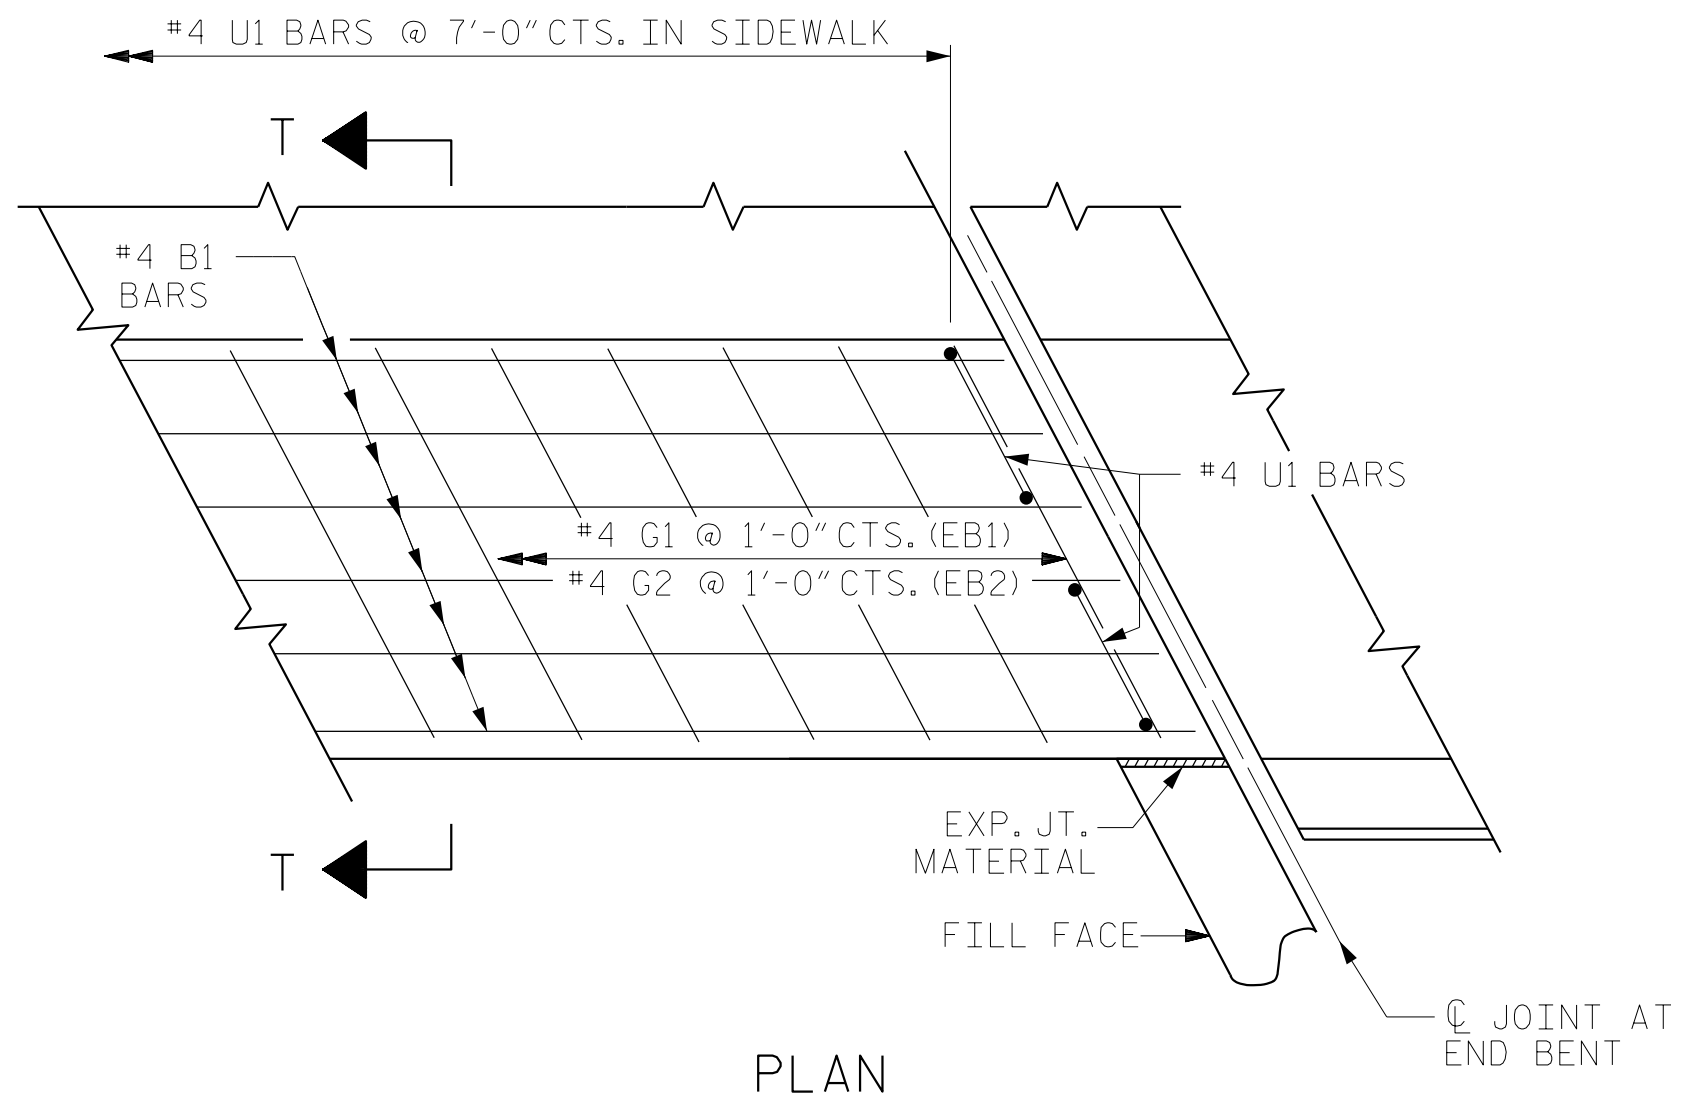 #4 U1 BARS @ 7'-0" CTS. IN SIDEWALK
T
#4 B1
BARS
#4 U1 BARS
#4 G1 @ 1'-0" CTS. (EB1)
#4 G2 @ 1'-0" CTS. (EB2)
EXP. JT.
MATERIAL
T
FILL FACE
℄ JOINT AT
END BENT
PLAN